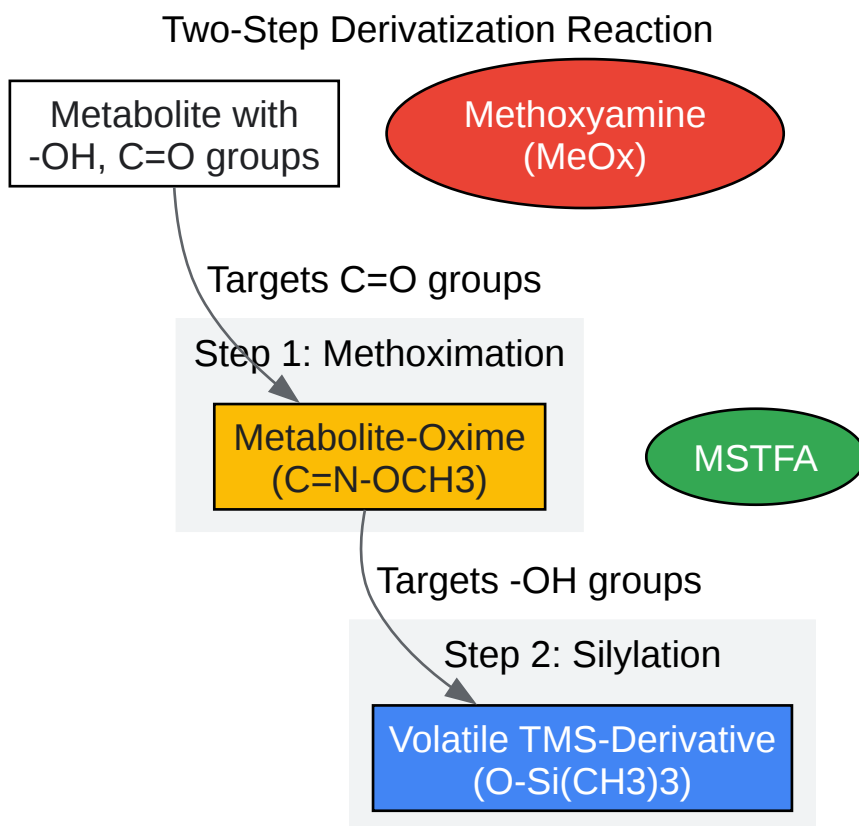 Two-Step Derivatization Reaction
Metabolite with
-OH, C=O groups
Methoxyamine
(MeOx)
Targets C=O groups
Step 1: Methoximation
Metabolite-Oxime
(C=N-OCH3)
MSTFA
Targets -OH groups
Step 2: Silylation
Volatile TMS-Derivative
(O-Si(CH3)3)